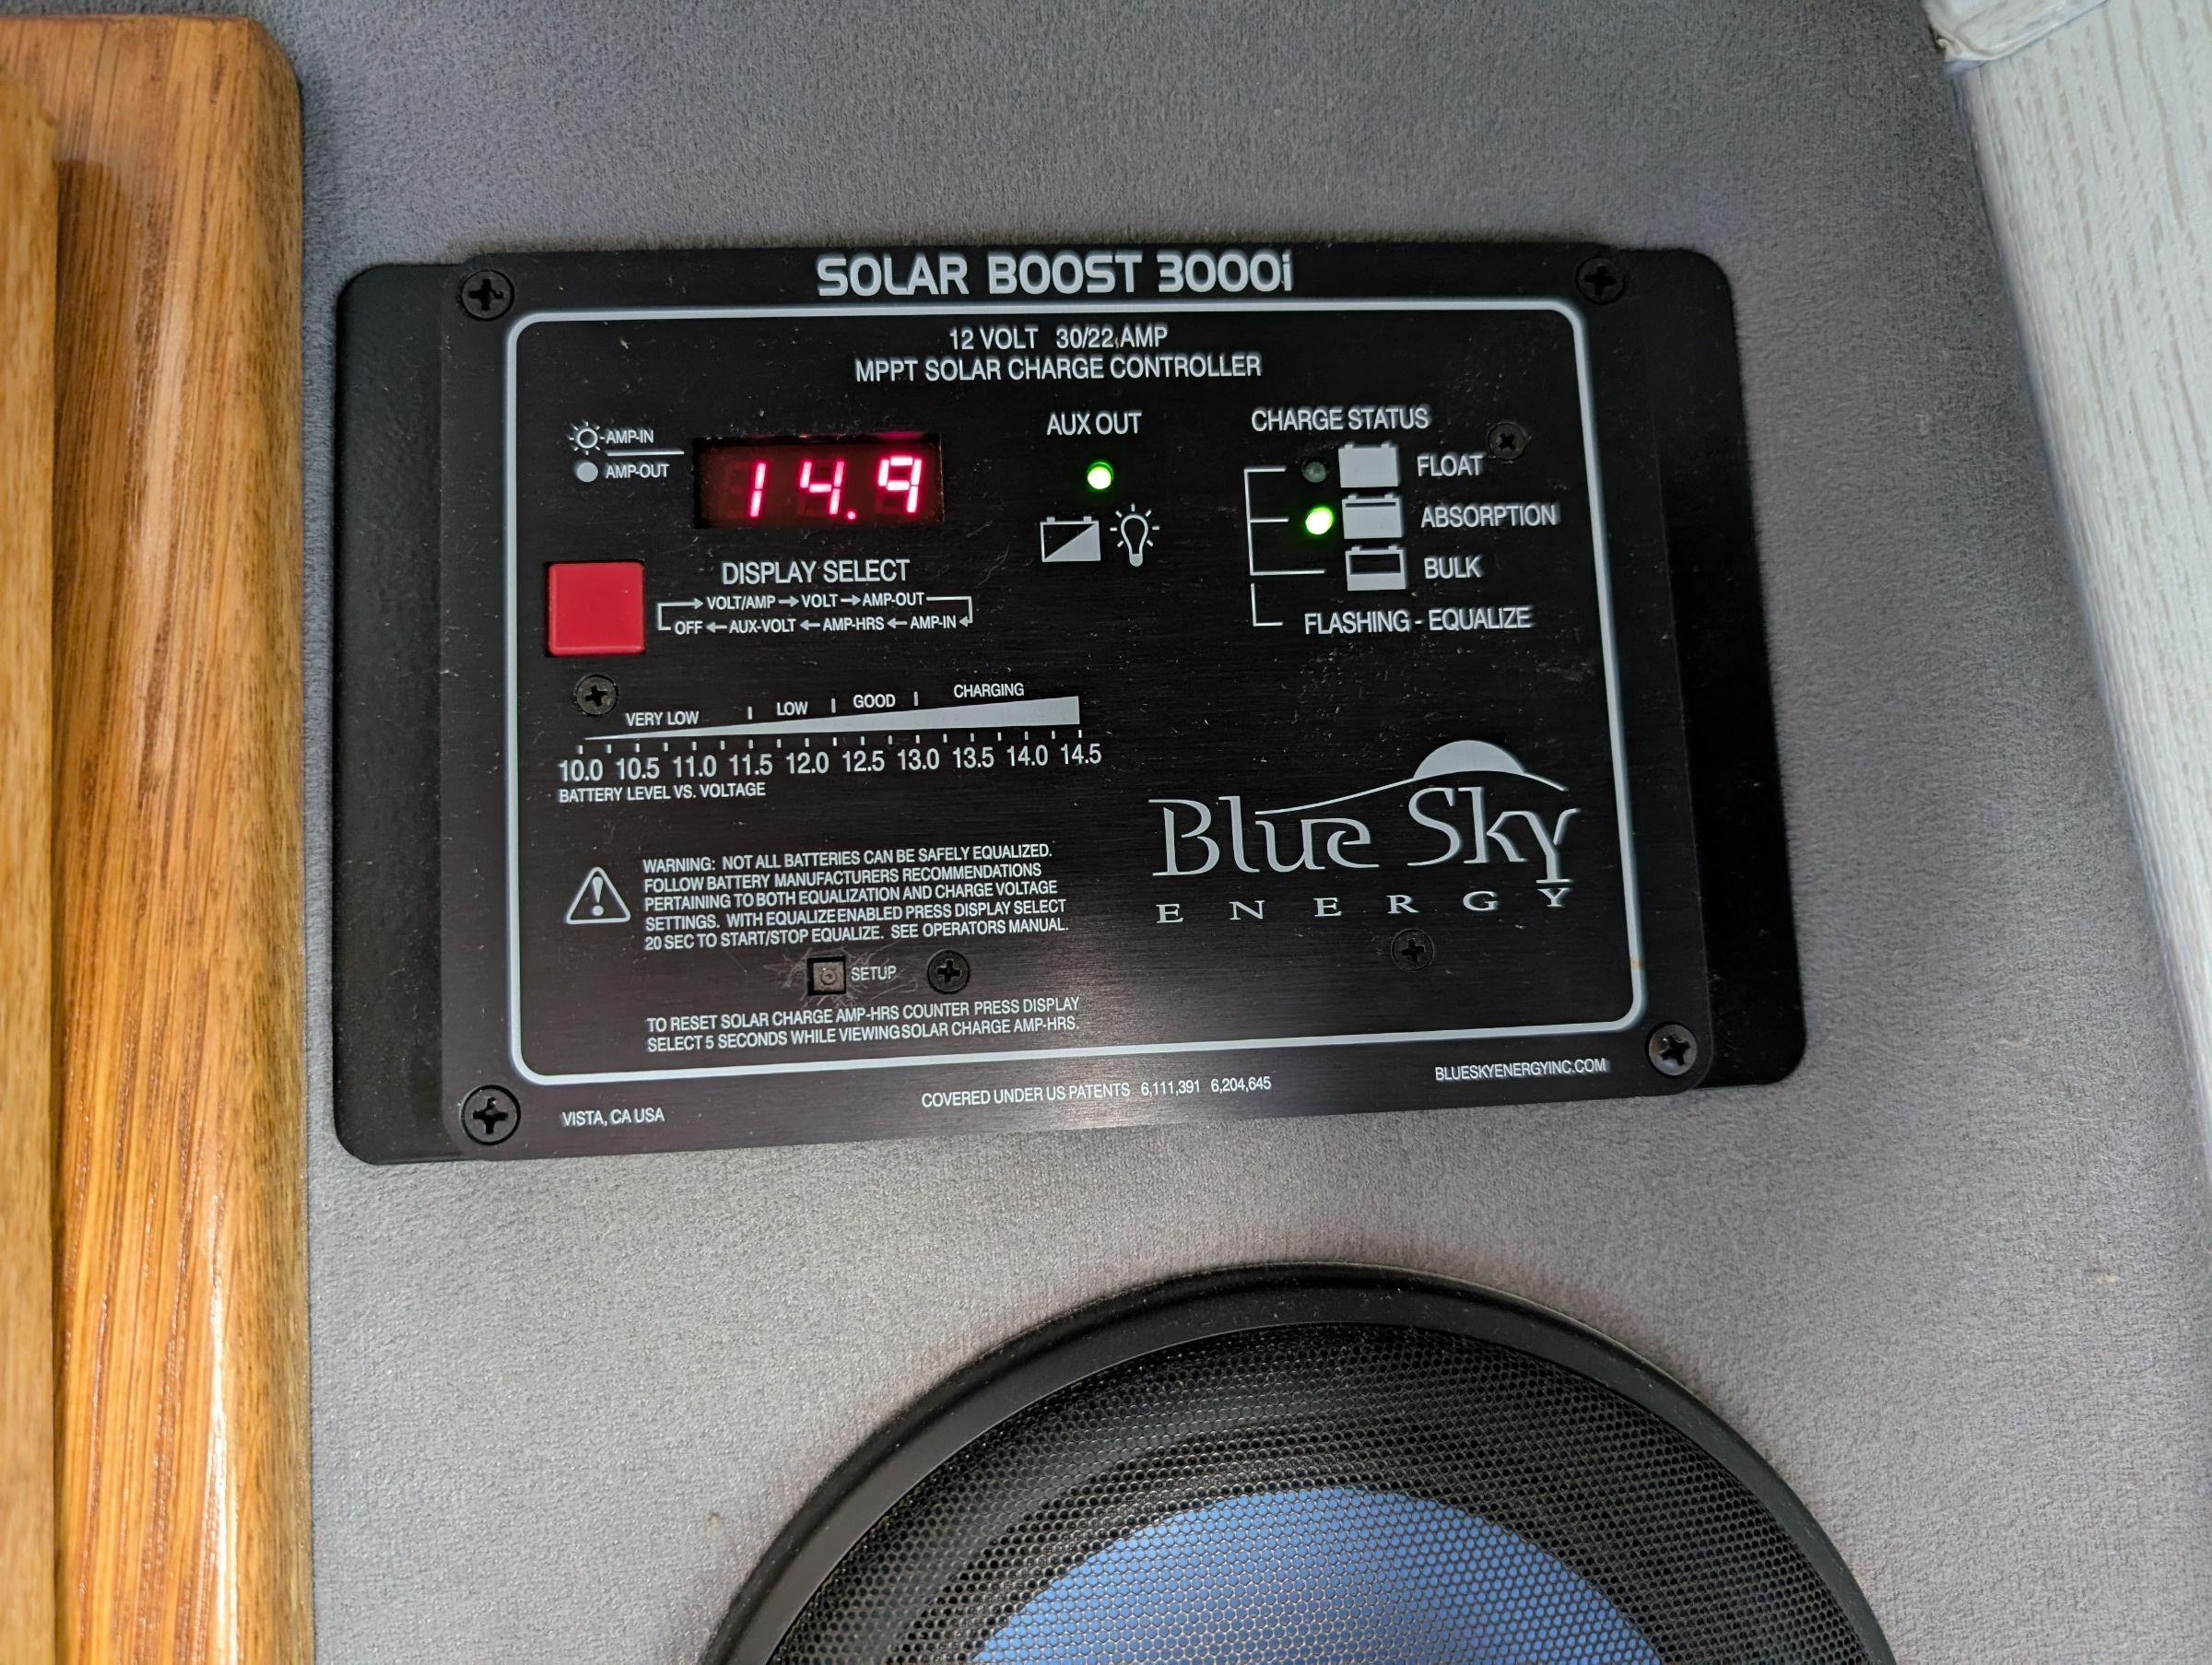 SOLAR BOOST 3000i
12 VOLT 30/22 AMP
MPPT SOLAR CHARGE CONTROLLER
AMP-IN
AMP-OUT
14.9
AUX OUT
CHARGE STATUS
FLOAT
ABSORPTION
BULK
FLASHING - EQUALIZE
DISPLAY SELECT
VOLT/AMP → VOLT → AMP-OUT
OFF ← AUX-VOLT ← AMP-HRS ← AMP-IN
VERY LOW | LOW | GOOD | CHARGING
10.0 10.5 11.0 11.5 12.0 12.5 13.0 13.5 14.0 14.5
BATTERY LEVEL VS. VOLTAGE
Blue Sky
ENERGY
WARNING: NOT ALL BATTERIES CAN BE SAFELY EQUALIZED.
FOLLOW BATTERY MANUFACTURERS RECOMMENDATIONS
PERTAINING TO BOTH EQUALIZATION AND CHARGE VOLTAGE
SETTINGS. WITH EQUALIZE ENABLED PRESS DISPLAY SELECT
20 SEC TO START/STOP EQUALIZE. SEE OPERATORS MANUAL.
SETUP
TO RESET SOLAR CHARGE AMP-HRS COUNTER PRESS DISPLAY
SELECT 5 SECONDS WHILE VIEWING SOLAR CHARGE AMP-HRS.
VISTA, CA USA
COVERED UNDER US PATENTS 6,111,391 6,204,645
BLUESKYENERGYINC.COM